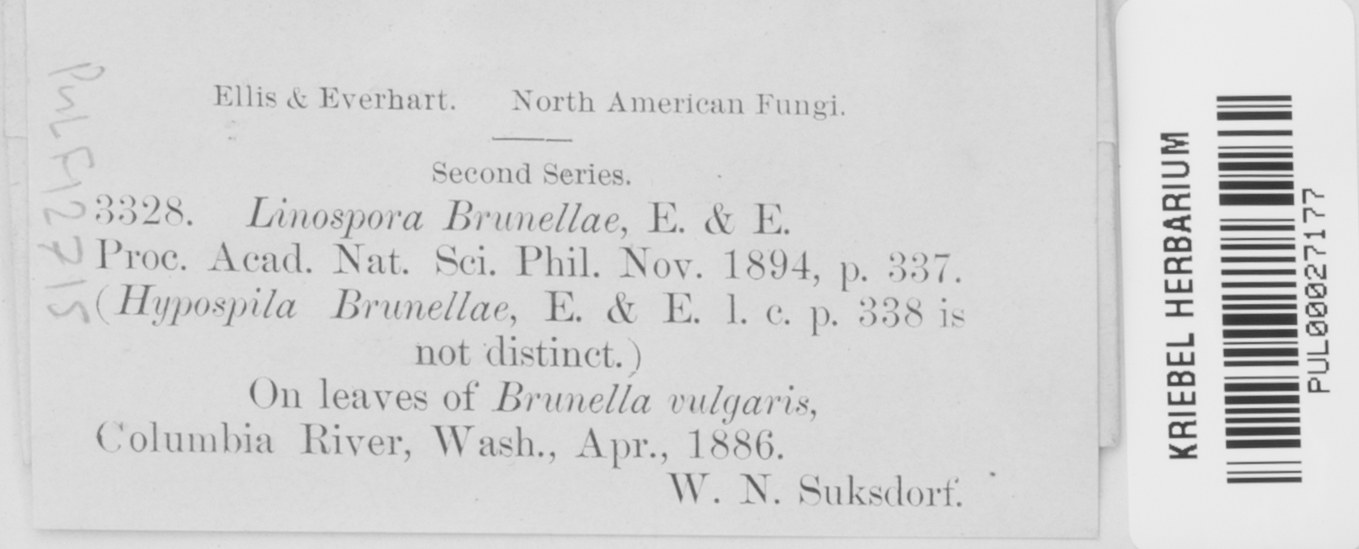 Ellis & Everhart. North American Fungi.
Second Series.
3328. Linospora Brunellae, E. & E.
Proc. Acad. Nat. Sci. Phil. Nov. 1894, p. 337.
(Hypospila Brunellae, E. & E. l. c. p. 338 is
not distinct.)
On leaves of Brunella vulgaris,
Columbia River, Wash., Apr., 1886.
W. N. Suksdorf.
PUL F12715
KRIEBEL HERBARIUM
PUL00027177